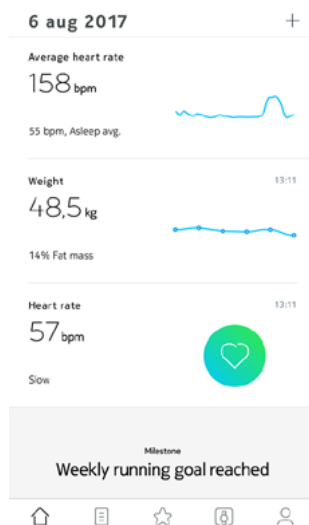 6 aug 2017
Average heart rate
158 bpm
55 bpm, Asleep avg.
Weight
13:11
48,5 kg
14% Fat mass
Heart rate
13:11
57 bpm
Slow
Milestone
Weekly running goal reached